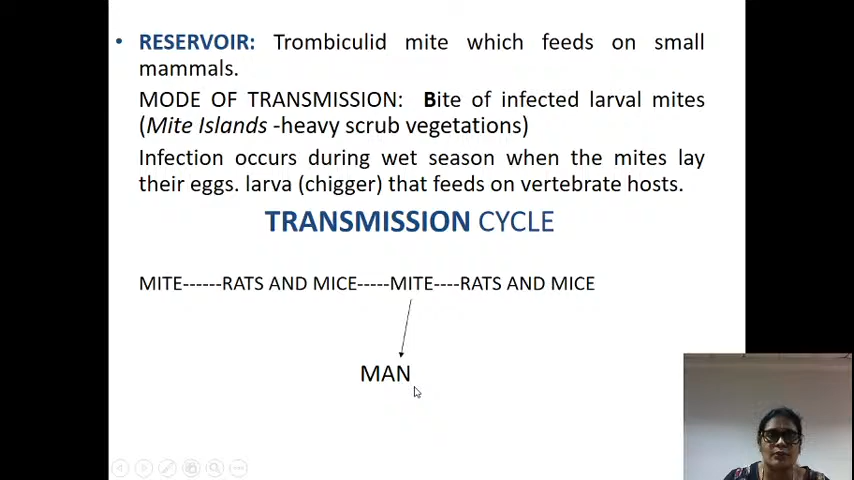 • RESERVOIR: Trombiculid mite which feeds on small
mammals.
MODE OF TRANSMISSION: Bite of infected larval mites
(Mite Islands -heavy scrub vegetations)
Infection occurs during wet season when the mites lay
their eggs. larva (chigger) that feeds on vertebrate hosts.
TRANSMISSION CYCLE
MITE------RATS AND MICE-----MITE----RATS AND MICE
MAN